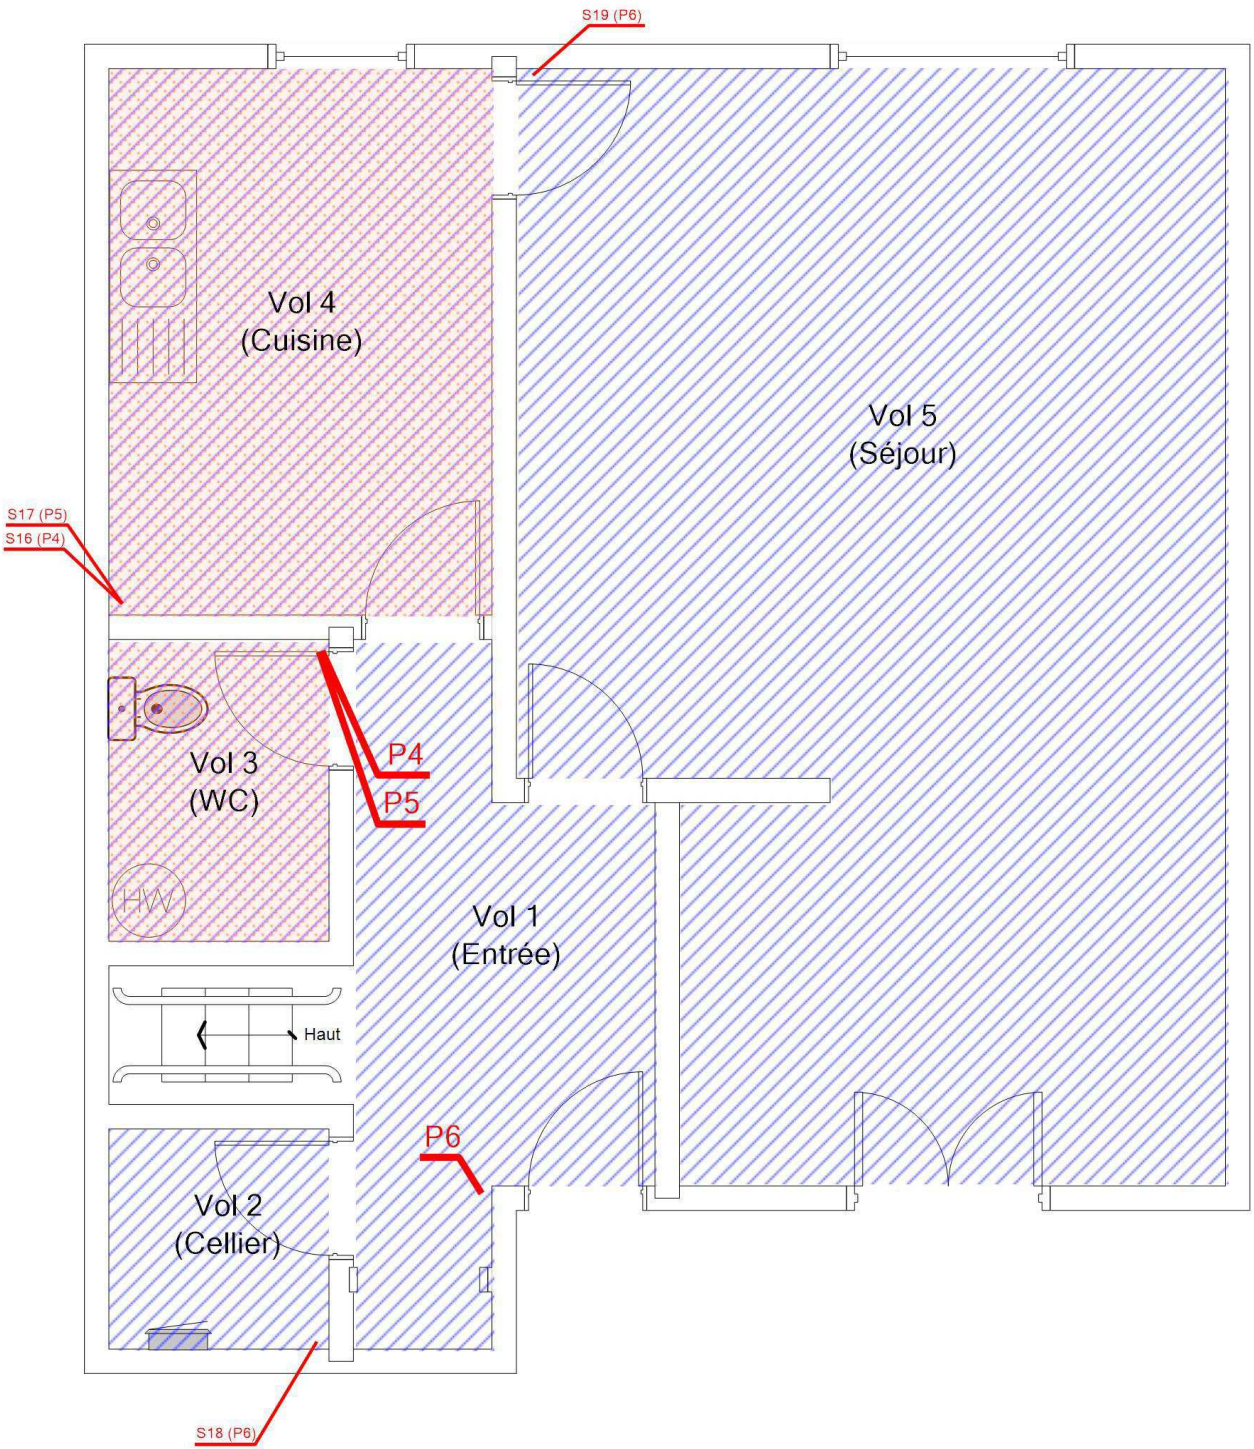 S19 (P6)
Vol 4
(Cuisine)
Vol 5
(Séjour)
S17 (P5)
S16 (P4)
P4
Vol 3
(WC)
P5
HW
Vol 1
(Entrée)
Haut
P6
Vol 2
(Cellier)
S18 (P6)